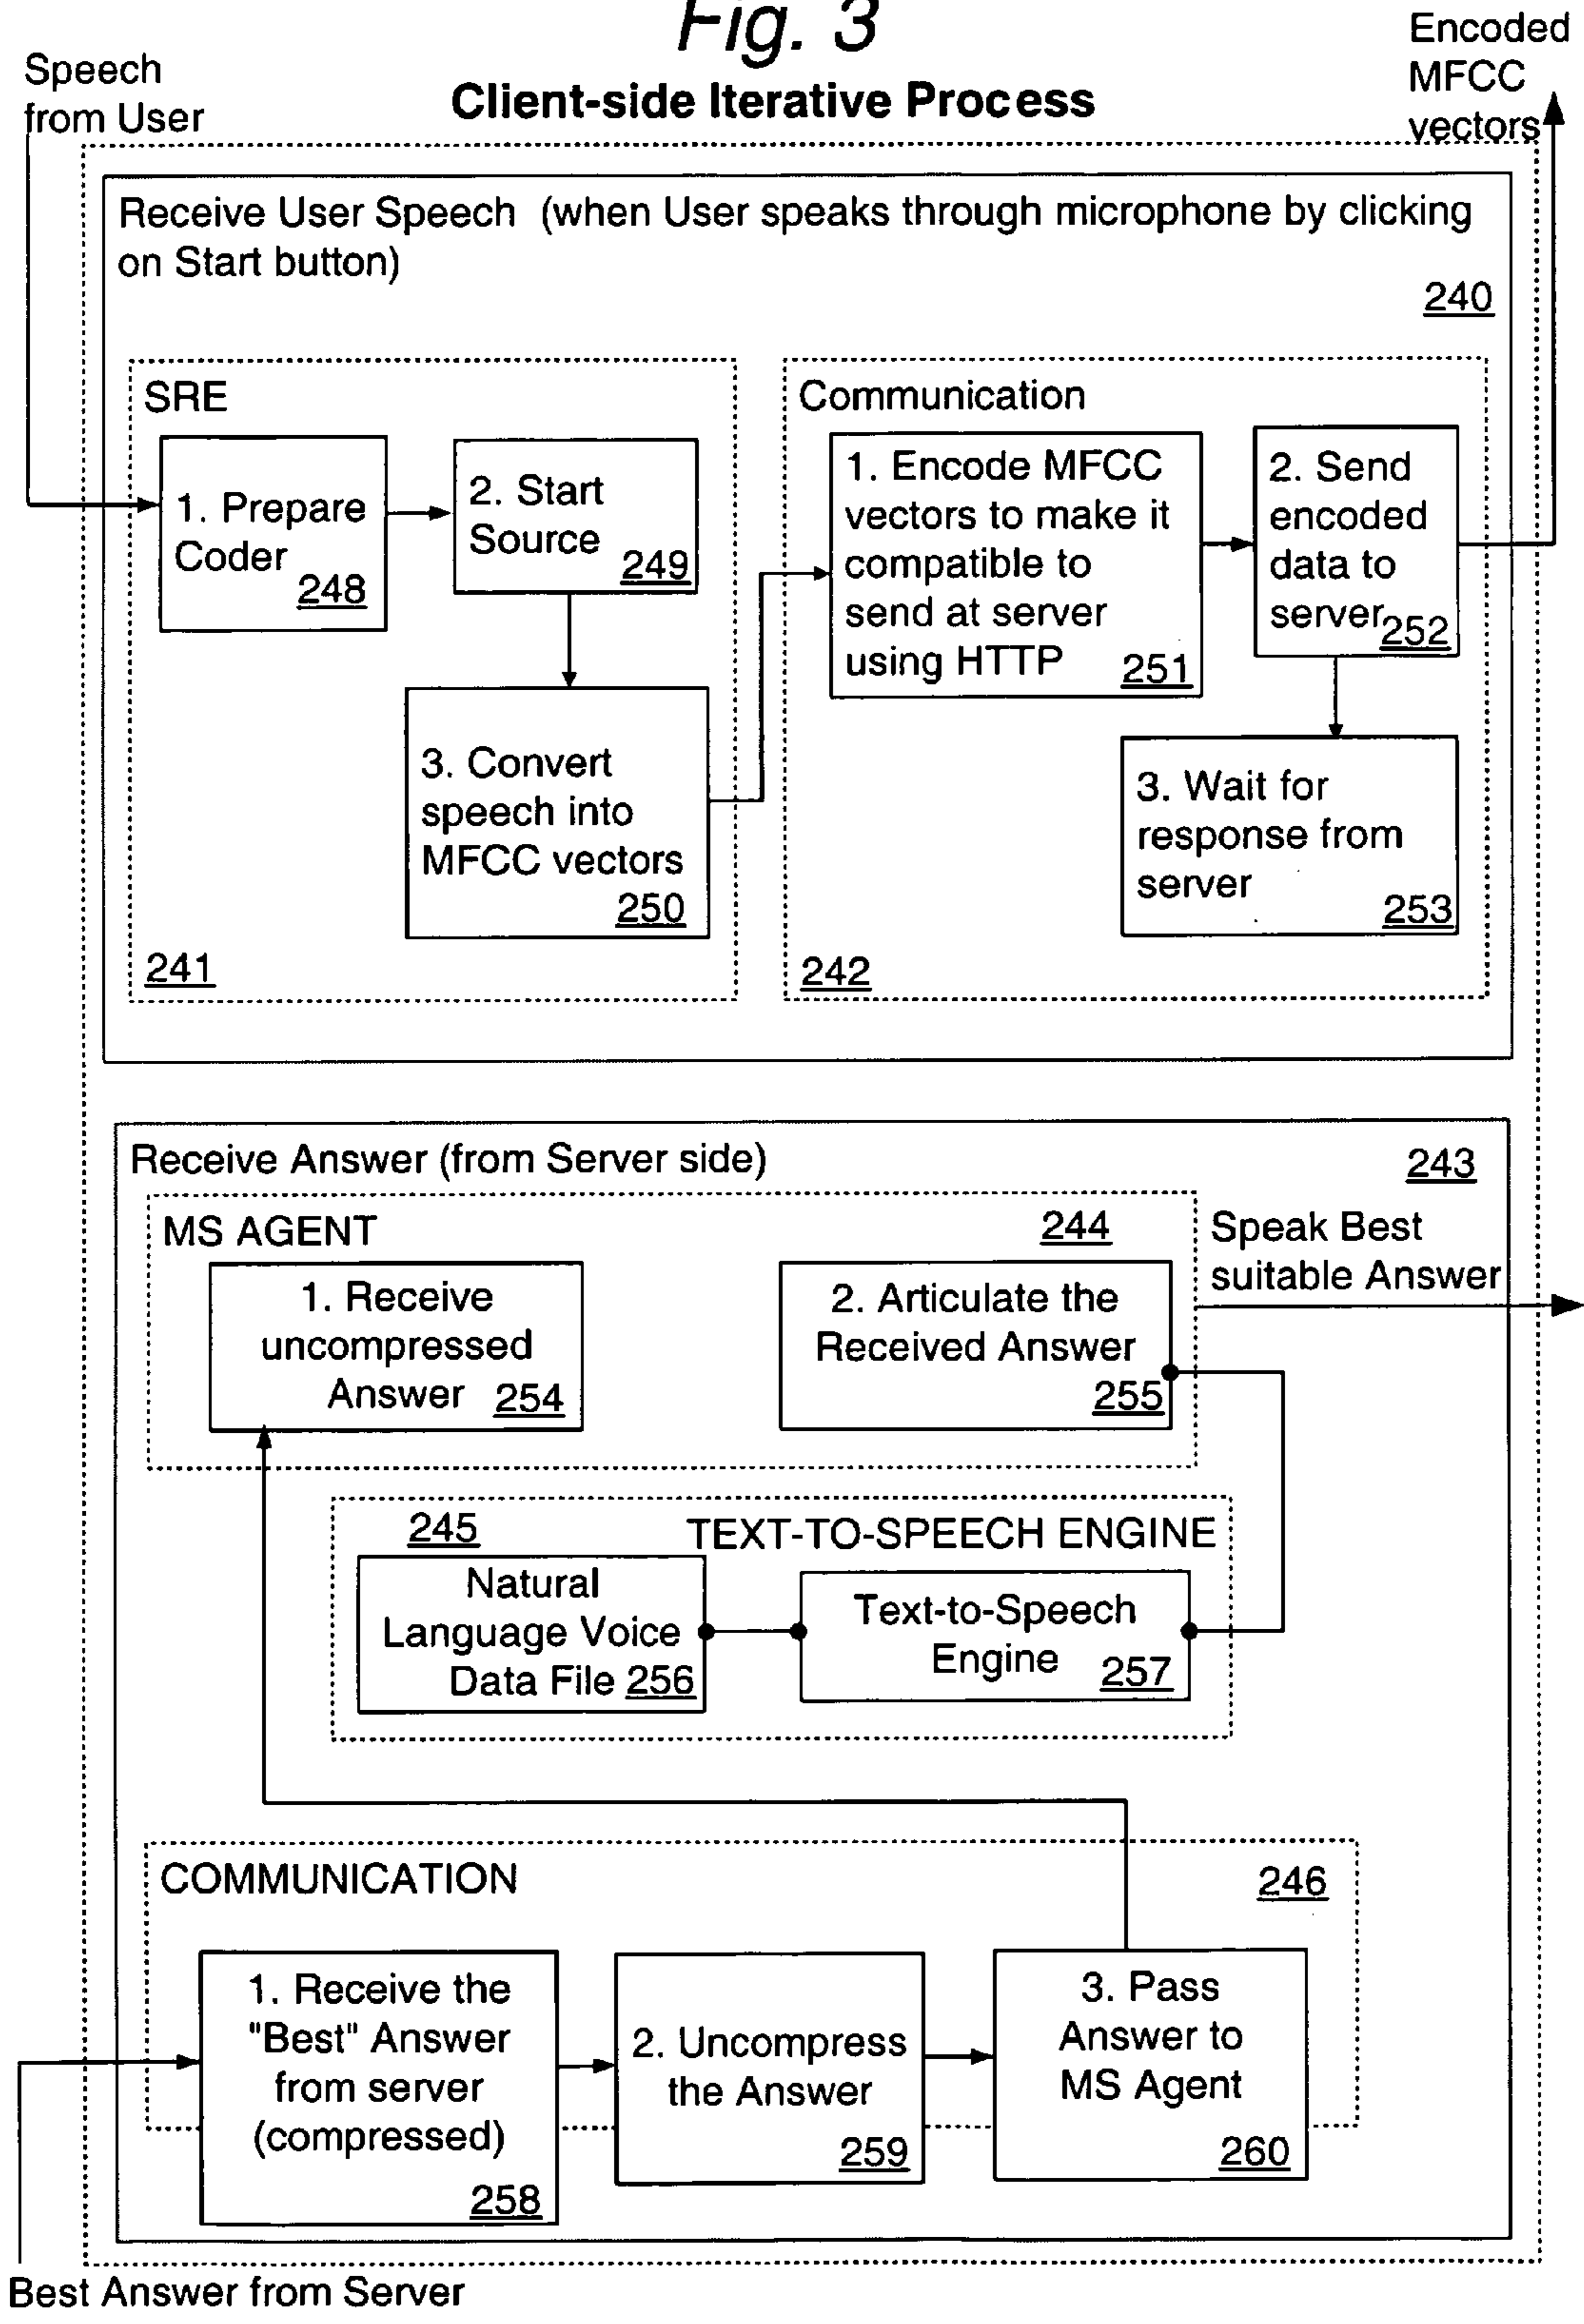 Fig. 3
Client-side Iterative Process
Speech
from User
Encoded
MFCC
vectors
Receive User Speech (when User speaks through microphone by clicking
on Start button)
240
SRE
1. Prepare
Coder
248
2. Start
Source
249
3. Convert
speech into
MFCC vectors
250
241
Communication
1. Encode MFCC
vectors to make it
compatible to
send at server
using HTTP
251
2. Send
encoded
data to
server
252
3. Wait for
response from
server
253
242
Receive Answer (from Server side)
243
MS AGENT
244
1. Receive
uncompressed
Answer 254
2. Articulate the
Received Answer
255
Speak Best
suitable Answer
245
TEXT-TO-SPEECH ENGINE
Natural
Language Voice
Data File 256
Text-to-Speech
Engine
257
COMMUNICATION
246
1. Receive the
"Best" Answer
from server
(compressed)
258
2. Uncompress
the Answer
259
3. Pass
Answer to
MS Agent
260
Best Answer from Server